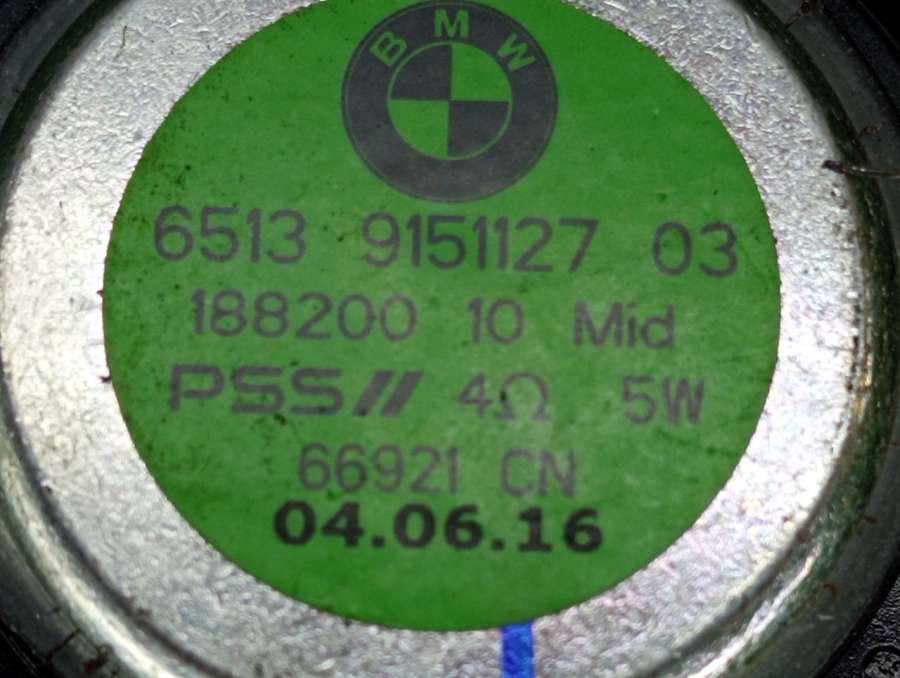 BMW
6513 9151127 03
188200 10 Mid
PSS// 4Ω 5W
66921 CN
04.06.16